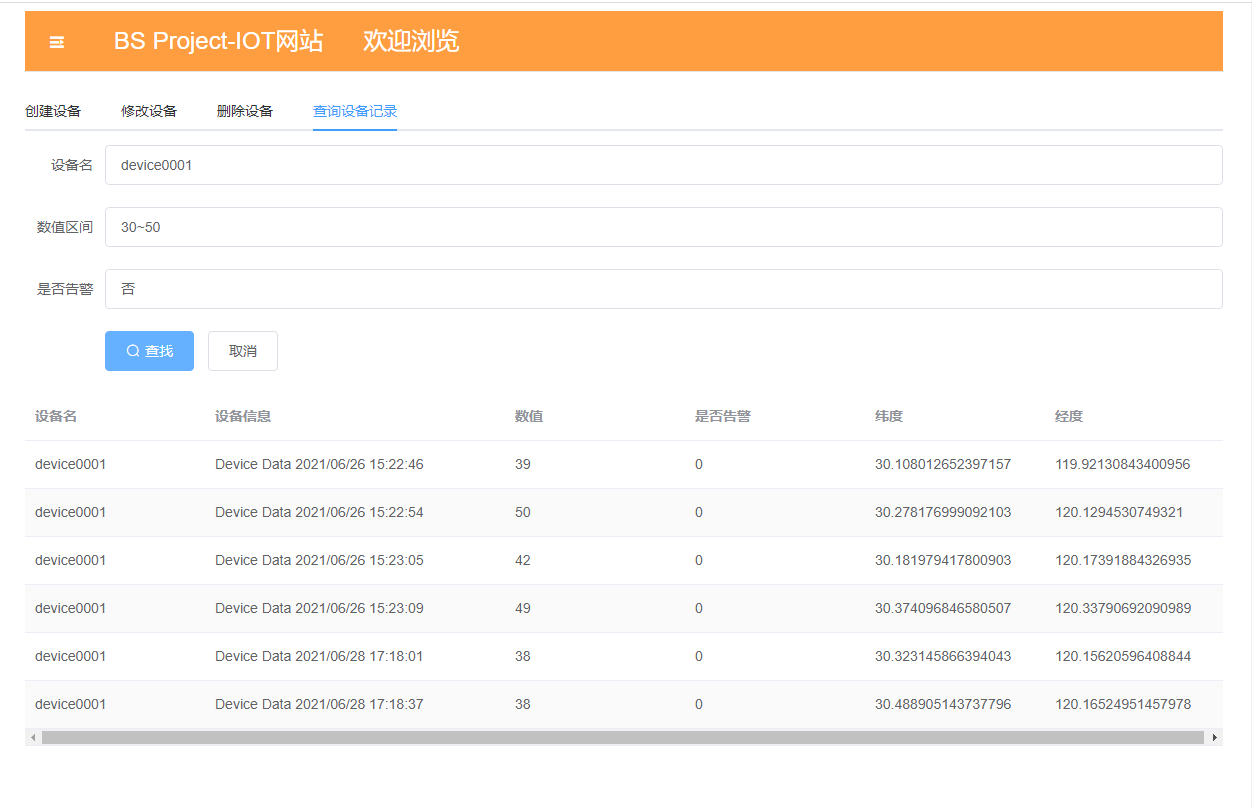 BS Project-IOT网站 欢迎浏览
创建设备 修改设备 删除设备 查询设备记录
设备名 device0001
数值区间 30~50
是否告警 否
查找 取消
设备名 设备信息 数值 是否告警 纬度 经度
device0001 Device Data 2021/06/26 15:22:46 39 0 30.108012652397157 119.92130843400956
device0001 Device Data 2021/06/26 15:22:54 50 0 30.278176999092103 120.1294530749321
device0001 Device Data 2021/06/26 15:23:05 42 0 30.181979417800903 120.17391884326935
device0001 Device Data 2021/06/26 15:23:09 49 0 30.374096846580507 120.33790692090989
device0001 Device Data 2021/06/28 17:18:01 38 0 30.323145866394043 120.15620596408844
device0001 Device Data 2021/06/28 17:18:37 38 0 30.488905143737796 120.16524951457978